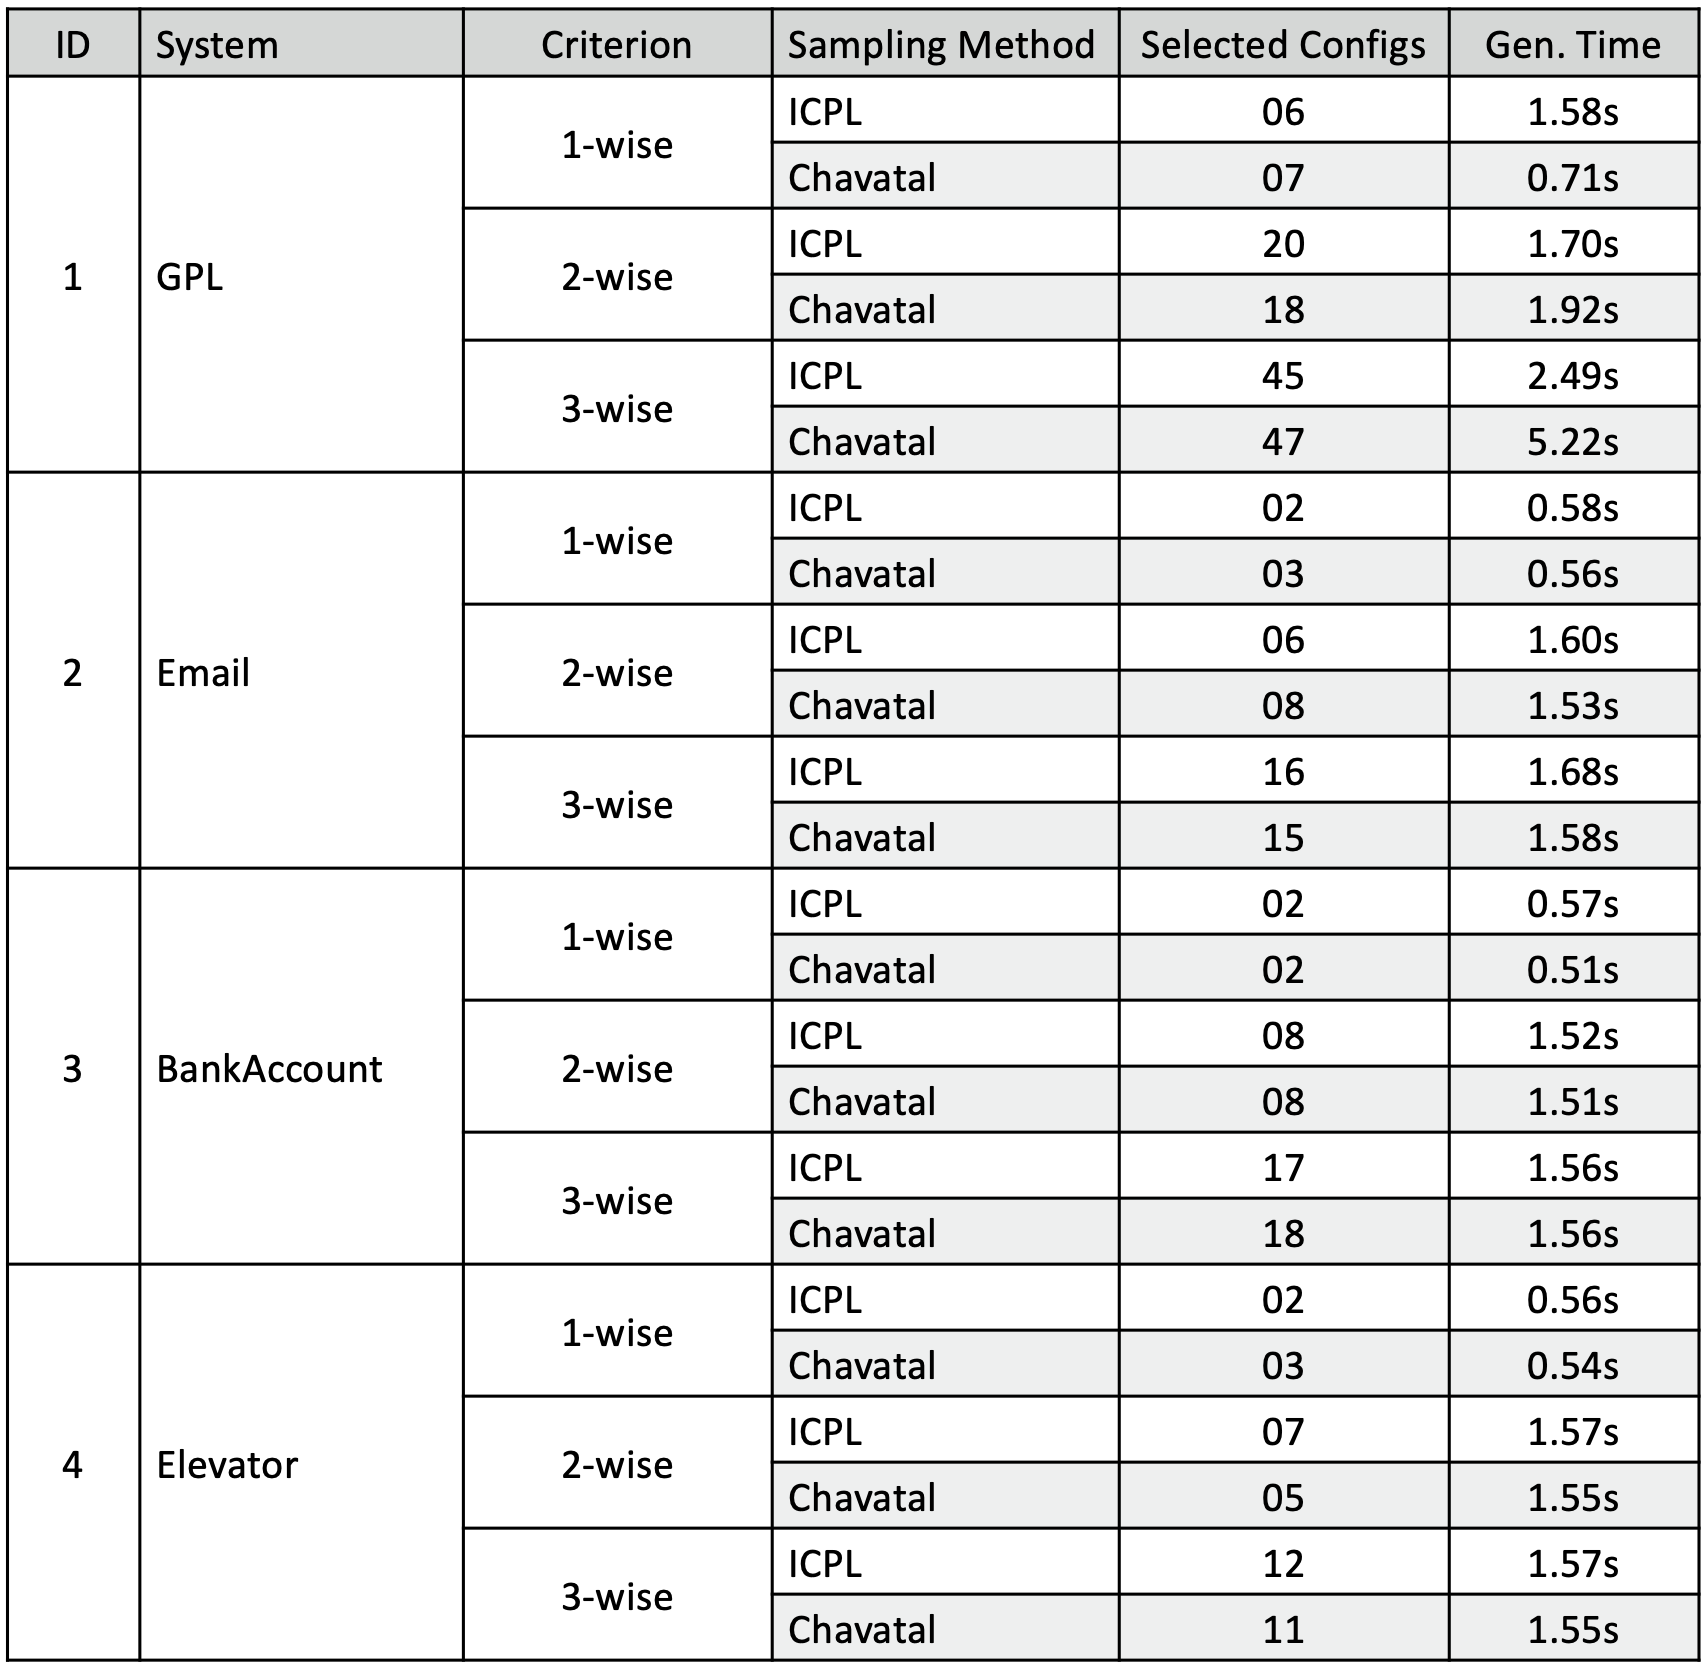 ID System Criterion Sampling Method Selected Configs Gen. Time
1 GPL 1-wise ICPL 06 1.58s
Chavatal 07 0.71s
2-wise ICPL 20 1.70s
Chavatal 18 1.92s
3-wise ICPL 45 2.49s
Chavatal 47 5.22s
2 Email 1-wise ICPL 02 0.58s
Chavatal 03 0.56s
2-wise ICPL 06 1.60s
Chavatal 08 1.53s
3-wise ICPL 16 1.68s
Chavatal 15 1.58s
3 BankAccount 1-wise ICPL 02 0.57s
Chavatal 02 0.51s
2-wise ICPL 08 1.52s
Chavatal 08 1.51s
3-wise ICPL 17 1.56s
Chavatal 18 1.56s
4 Elevator 1-wise ICPL 02 0.56s
Chavatal 03 0.54s
2-wise ICPL 07 1.57s
Chavatal 05 1.55s
3-wise ICPL 12 1.57s
Chavatal 11 1.55s